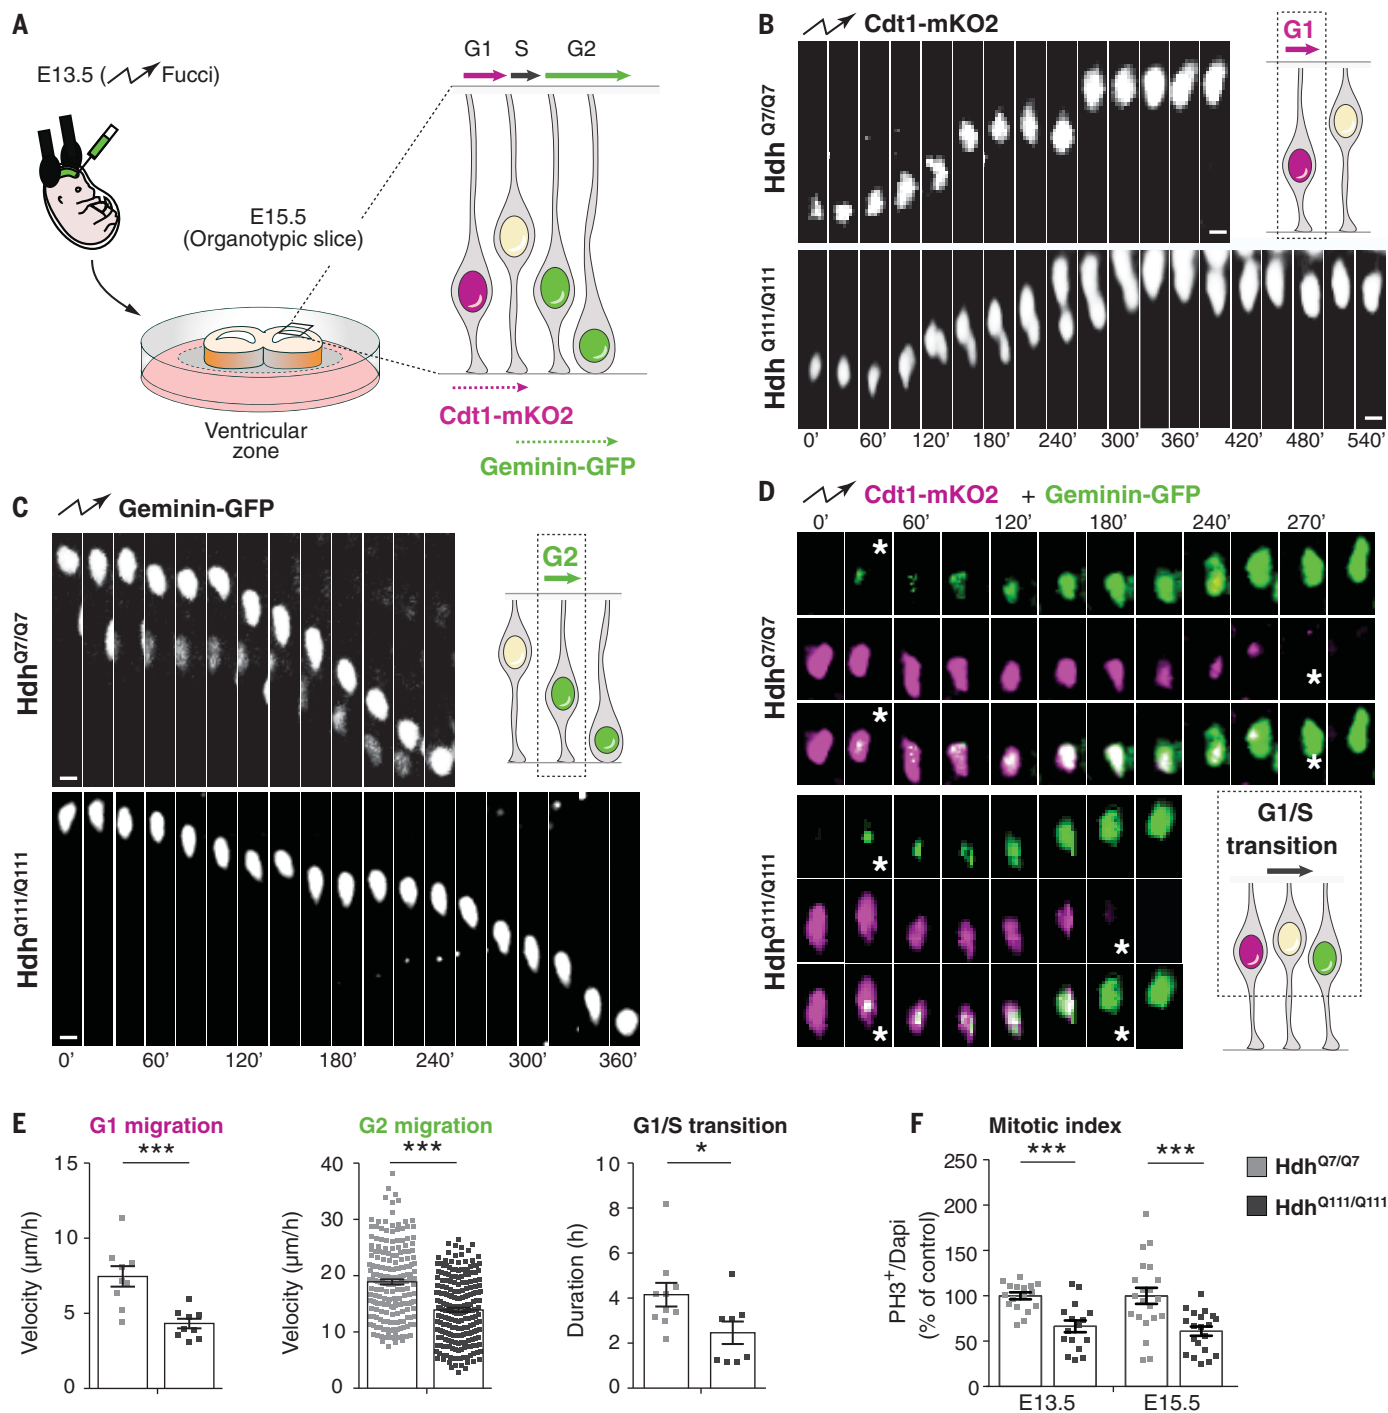 A
E13.5 (Fucci)
E15.5
(Organotypic slice)
Ventricular
zone
G1 S G2
Cdt1-mKO2
Geminin-GFP
B
Cdt1-mKO2
G1
Hdh Q7/Q7
Hdh Q111/Q111
0' 60' 120' 180' 240' 300' 360' 420' 480' 540'
C
Geminin-GFP
G2
Hdh Q7/Q7
Hdh Q111/Q111
0' 60' 120' 180' 240' 300' 360'
D
Cdt1-mKO2 + Geminin-GFP
0' 60' 120' 180' 240' 270'
*
*
*
*
Hdh Q7/Q7
*
*
*
*
Hdh Q111/Q111
G1/S
transition
E
G1 migration
***
Velocity (µm/h)
15
10
5
0
G2 migration
***
Velocity (µm/h)
40
30
20
10
0
G1/S transition
*
Duration (h)
10
8
6
4
2
0
F
Mitotic index
*** ***
PH3+/Dapi
(% of control)
250
200
150
100
50
0
E13.5 E15.5
Hdh Q7/Q7
Hdh Q111/Q111